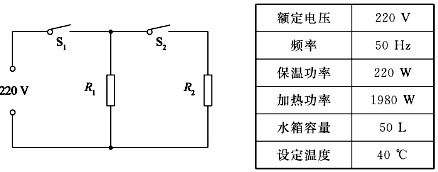 S₁
S₂
220 V
R₁
R₂
额定电压 220 V
频率 50 Hz
保温功率 220 W
加热功率 1980 W
水箱容量 50 L
设定温度 40 ℃